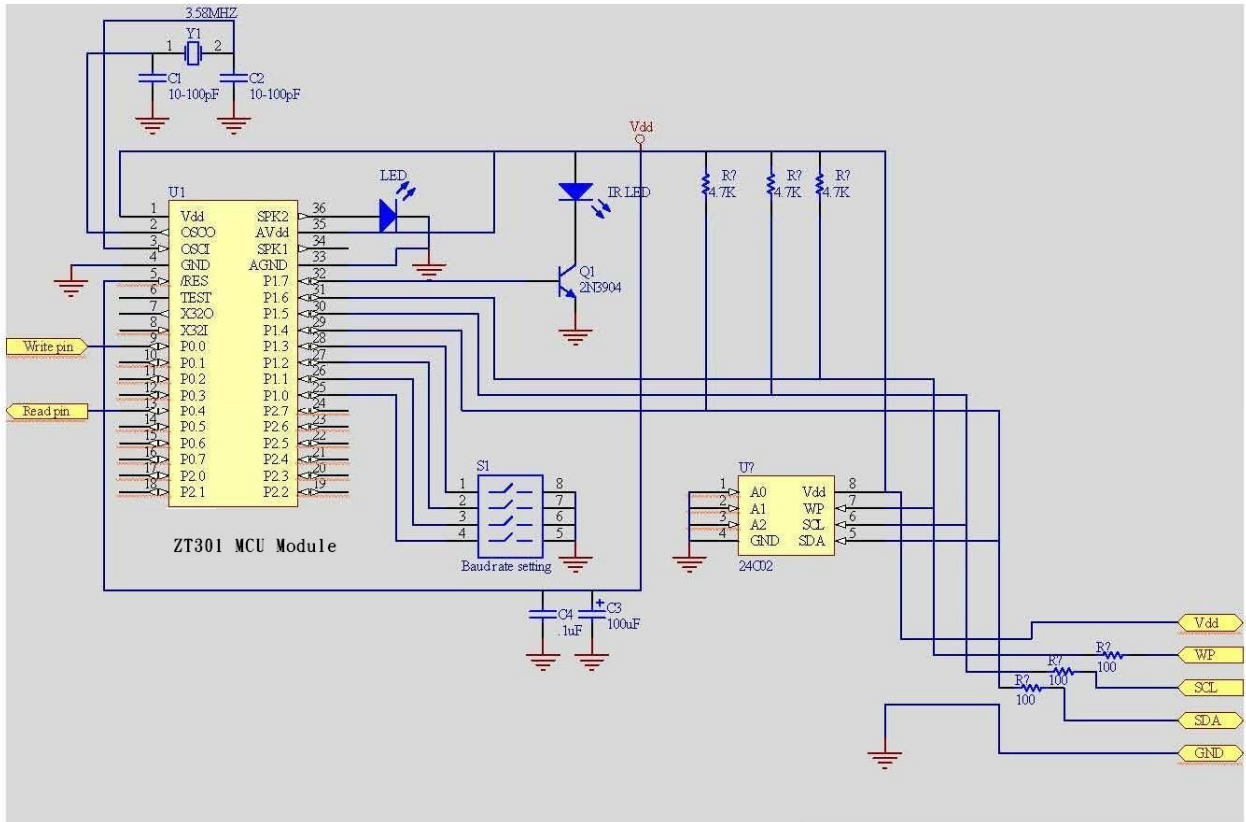 3.58MHZ
Y1
1 2
C1
10-100pF
C2
10-100pF
Vdd
LED
IR LED
R?
4.7K
R?
4.7K
R?
4.7K
U1
1 Vdd SPK2 36
2 OSCO AVdd 35
3 OSCI SPK1 34
4 GND AGND 33
5 /RES P1.7 32
6 TEST P1.6 31
7 X32O P1.5 30
8 X32I P1.4 29
9 P0.0 P1.3 28
10 P0.1 P1.2 27
11 P0.2 P1.1 26
12 P0.3 P1.0 25
13 P0.4 P2.7 24
14 P0.5 P2.6 23
15 P0.6 P2.5 22
16 P0.7 P2.4 21
17 P2.0 P2.3 20
18 P2.1 P2.2 19
Write pin
Read pin
ZT301 MCU Module
Q1
2N3904
S1
1 8
2 7
3 6
4 5
Baud rate setting
U?
1 A0 Vdd 8
2 A1 WP 7
3 A2 SCL 6
4 GND SDA 5
24C02
C4
.1uF
+
C3
100uF
R?
100
R?
100
R?
100
Vdd
WP
SCL
SDA
GND